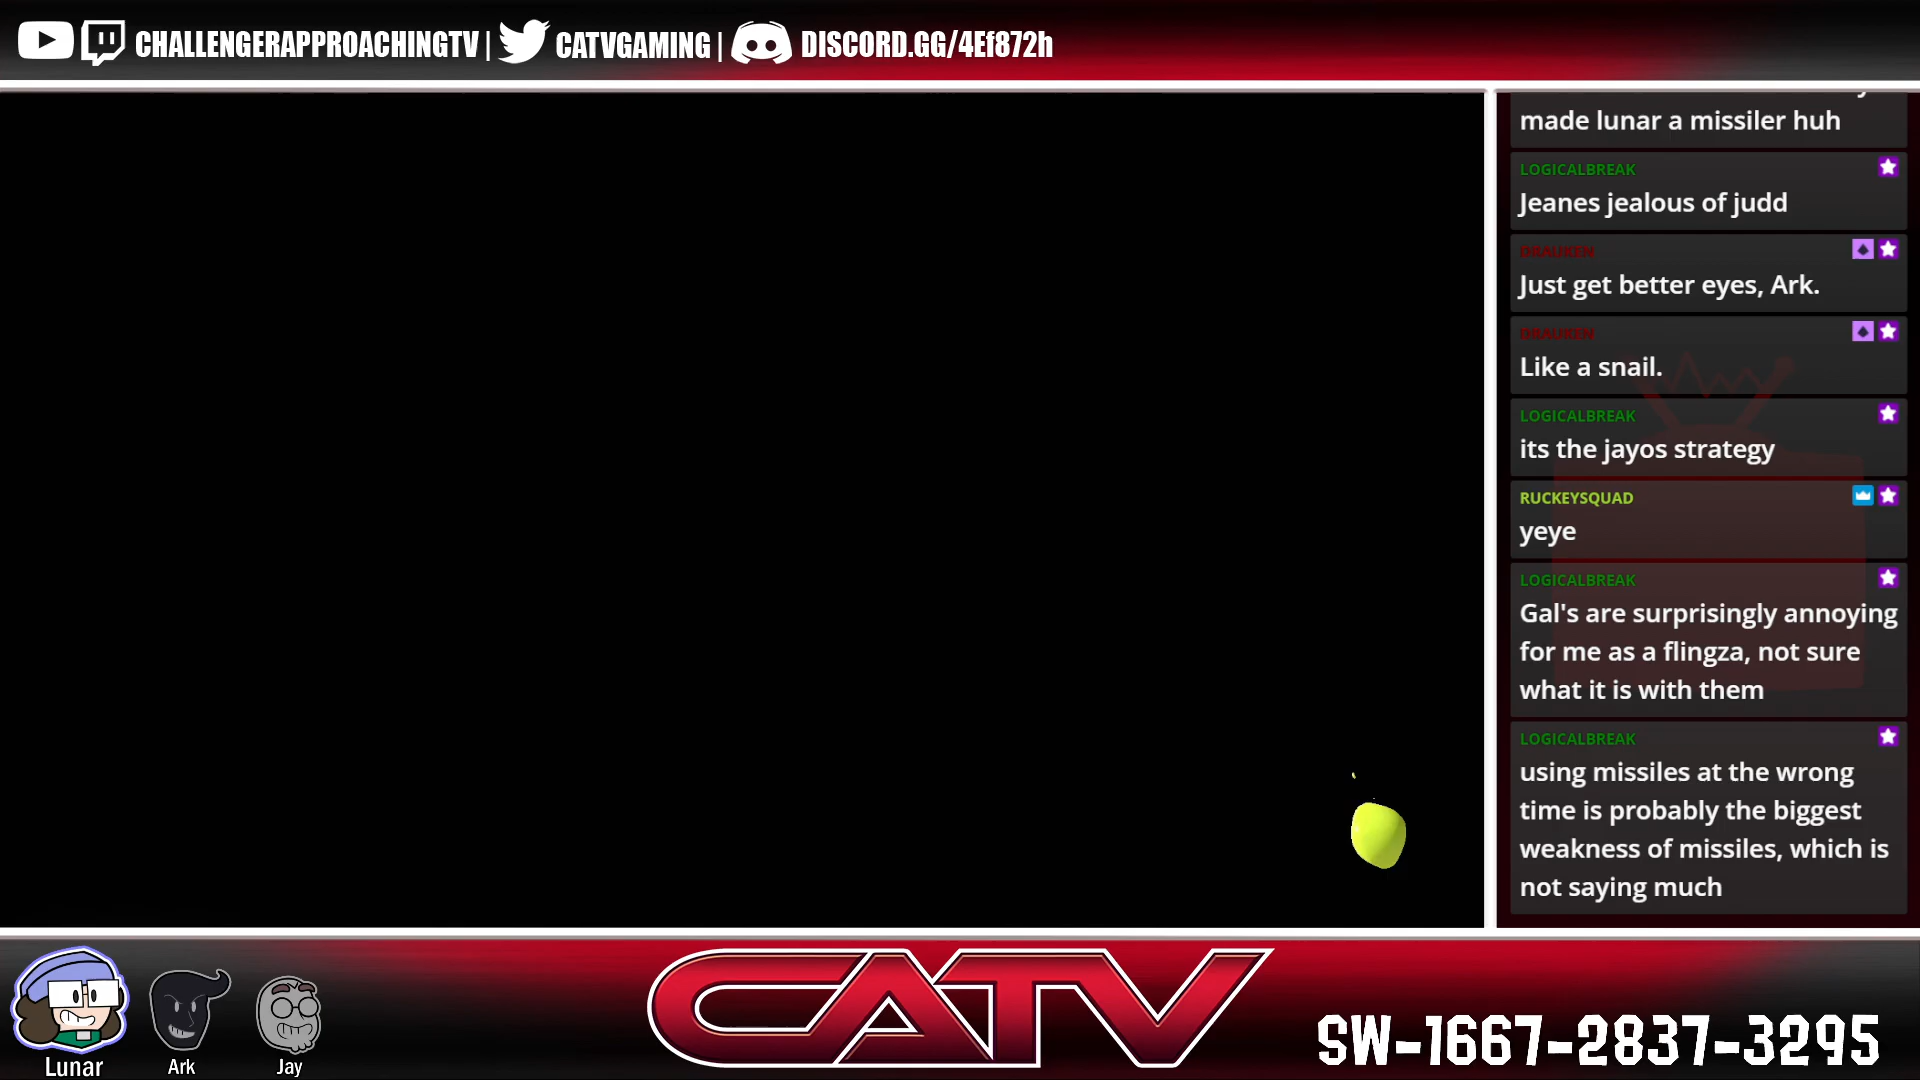 CHALLENGERAPPROACHINGTV | CATVGAMING | DISCORD.GG/4Ef872h
made lunar a missiler huh
LOGICALBREAK
Jeanes jealous of judd
DRAUKEN
Just get better eyes, Ark.
DRAUKEN
Like a snail.
LOGICALBREAK
its the jayos strategy
RUCKEYSQUAD
yeye
LOGICALBREAK
Gal's are surprisingly annoying
for me as a flingza, not sure
what it is with them
LOGICALBREAK
using missiles at the wrong
time is probably the biggest
weakness of missiles, which is
not saying much
Lunar
Ark
Jay
CATV
SW-1667-2837-3295